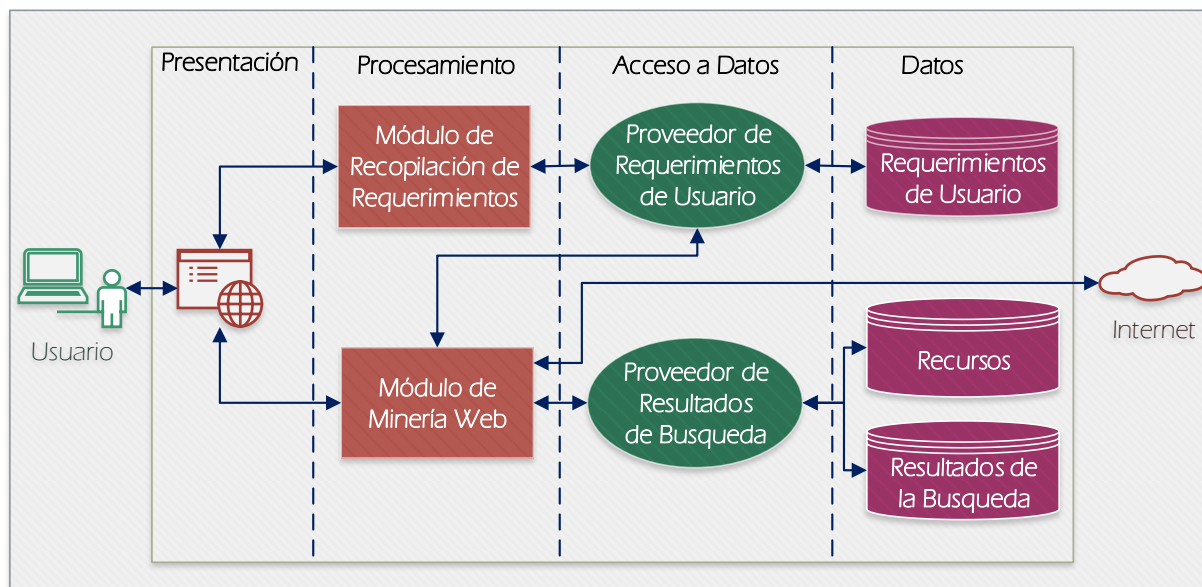 Presentación
Procesamiento
Acceso a Datos
Datos
Módulo de
Recopilación de
Requerimientos
Proveedor de
Requerimientos
de Usuario
Requerimientos
de Usuario
Usuario
Internet
Módulo de
Minería Web
Proveedor de
Resultados
de Busqueda
Recursos
Resultados de
la Busqueda